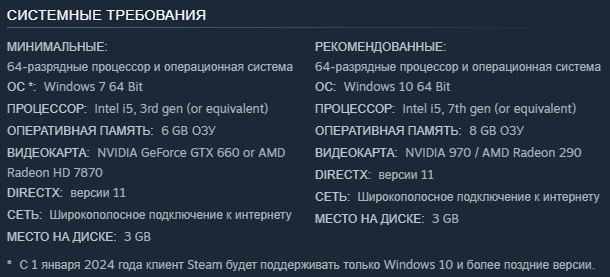 СИСТЕМНЫЕ ТРЕБОВАНИЯ
МИНИМАЛЬНЫЕ:
64-разрядные процессор и операционная система
ОС *: Windows 7 64 Bit
ПРОЦЕССОР: Intel i5, 3rd gen (or equivalent)
ОПЕРАТИВНАЯ ПАМЯТЬ: 6 GB ОЗУ
ВИДЕОКАРТА: NVIDIA GeForce GTX 660 or AMD
Radeon HD 7870
DIRECTX: версии 11
СЕТЬ: Широкополосное подключение к интернету
МЕСТО НА ДИСКЕ: 3 GB
РЕКОМЕНДОВАННЫЕ:
64-разрядные процессор и операционная система
ОС: Windows 10 64 Bit
ПРОЦЕССОР: Intel i5, 7th gen (or equivalent)
ОПЕРАТИВНАЯ ПАМЯТЬ: 8 GB ОЗУ
ВИДЕОКАРТА: NVIDIA 970 / AMD Radeon 290
DIRECTX: версии 11
СЕТЬ: Широкополосное подключение к интернету
МЕСТО НА ДИСКЕ: 3 GB
* С 1 января 2024 года клиент Steam будет поддерживать только Windows 10 и более поздние версии.